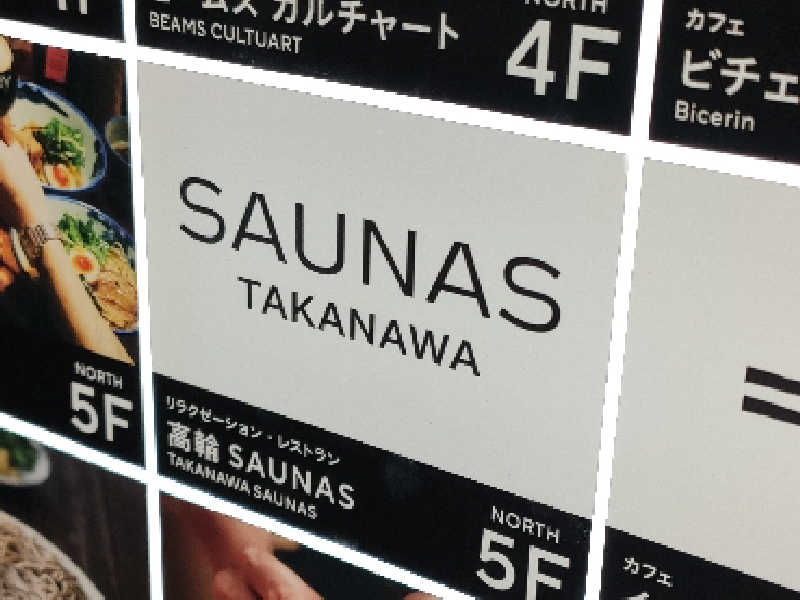 ビームス カルチャート
BEAMS CULTUART
NORTH
4F
カフェ
ビチェ
Bicerin
SAUNAS
TAKANAWA
NORTH
5F
リラクゼーション・レストラン
高輪 SAUNAS
TAKANAWA SAUNAS
NORTH
5F
カフェ